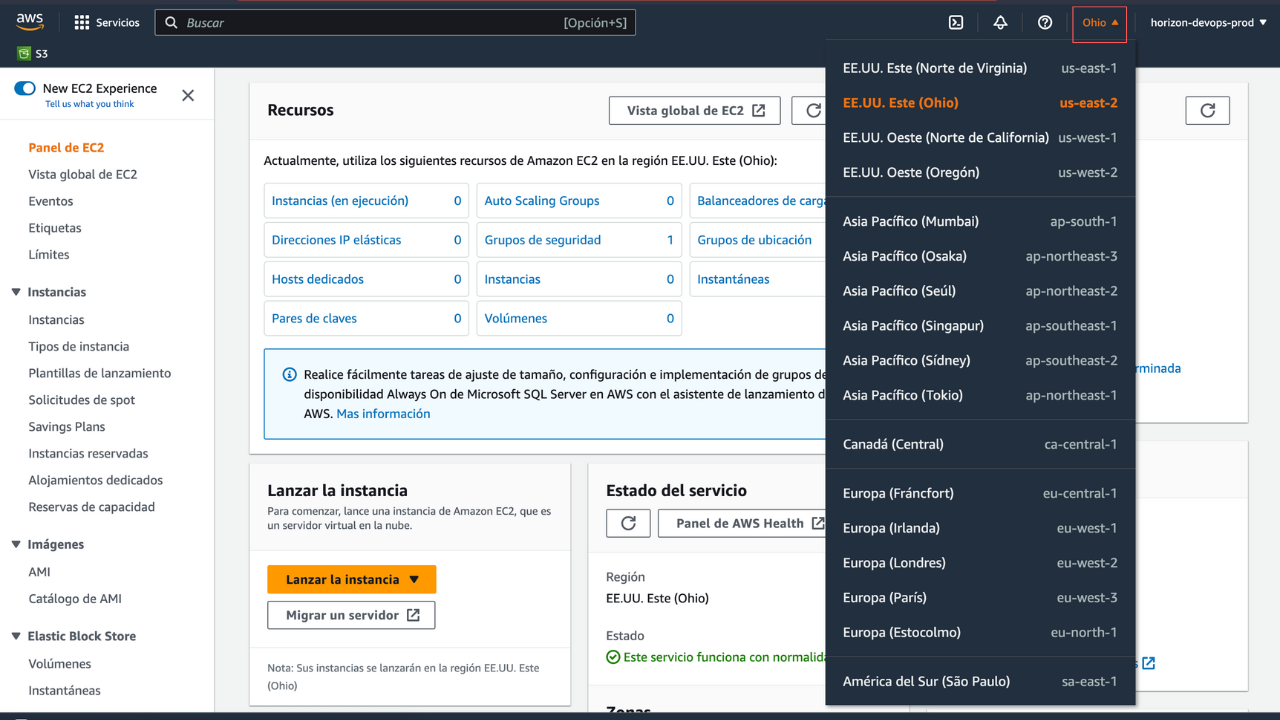 aws
Servicios
Buscar
[Opción+S]
Ohio
horizon-devops-prod
S3
New EC2 Experience
Tell us what you think
Panel de EC2
Vista global de EC2
Eventos
Etiquetas
Límites
Instancias
Instancias
Tipos de instancia
Plantillas de lanzamiento
Solicitudes de spot
Savings Plans
Instancias reservadas
Alojamientos dedicados
Reservas de capacidad
Imágenes
AMI
Catálogo de AMI
Elastic Block Store
Volúmenes
Instantáneas
Recursos
Vista global de EC2
Actualmente, utiliza los siguientes recursos de Amazon EC2 en la región EE.UU. Este (Ohio):
Instancias (en ejecución) 0
Auto Scaling Groups 0
Balanceadores de carga
Direcciones IP elásticas 0
Grupos de seguridad 1
Grupos de ubicación
Hosts dedicados 0
Instancias 0
Instantáneas
Pares de claves 0
Volúmenes 0
Realice fácilmente tareas de ajuste de tamaño, configuración e implementación de grupos de
disponibilidad Always On de Microsoft SQL Server en AWS con el asistente de lanzamiento d
AWS. Mas información
Lanzar la instancia
Para comenzar, lance una instancia de Amazon EC2, que es
un servidor virtual en la nube.
Lanzar la instancia
Migrar un servidor
Nota: Sus instancias se lanzarán en la región EE.UU. Este
(Ohio)
Estado del servicio
Panel de AWS Health
Región
EE.UU. Este (Ohio)
Estado
Este servicio funciona con normalida
Zonas
EE.UU. Este (Norte de Virginia) us-east-1
EE.UU. Este (Ohio) us-east-2
EE.UU. Oeste (Norte de California) us-west-1
EE.UU. Oeste (Oregón) us-west-2
Asia Pacífico (Mumbai) ap-south-1
Asia Pacífico (Osaka) ap-northeast-3
Asia Pacífico (Seúl) ap-northeast-2
Asia Pacífico (Singapur) ap-southeast-1
Asia Pacífico (Sídney) ap-southeast-2
Asia Pacífico (Tokio) ap-northeast-1
Canadá (Central) ca-central-1
Europa (Fráncfort) eu-central-1
Europa (Irlanda) eu-west-1
Europa (Londres) eu-west-2
Europa (París) eu-west-3
Europa (Estocolmo) eu-north-1
América del Sur (São Paulo) sa-east-1
rminada
s